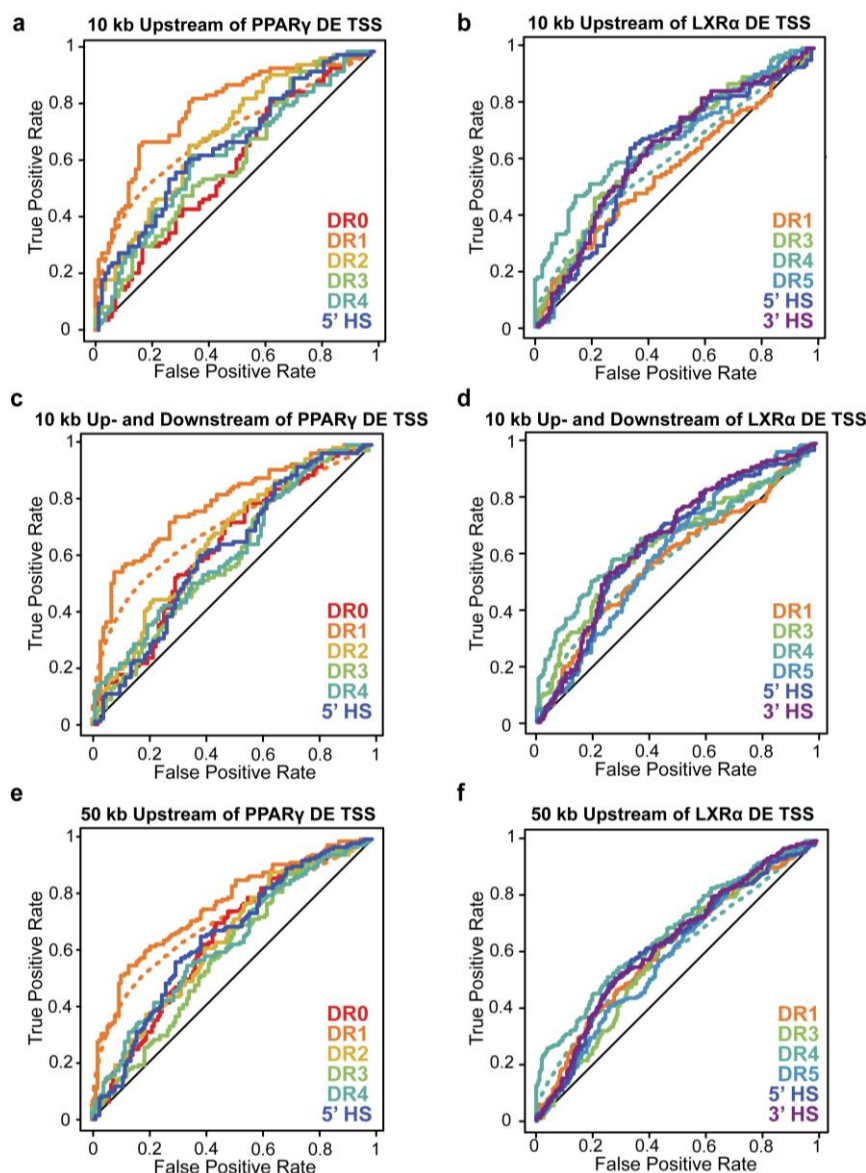 a
10 kb Upstream of PPARγ DE TSS
1
0.8
0.6
0.4
0.2
0
True Positive Rate
0 0.2 0.4 0.6 0.8 1
False Positive Rate
DR0
DR1
DR2
DR3
DR4
5' HS
b
10 kb Upstream of LXRα DE TSS
1
0.8
0.6
0.4
0.2
0
True Positive Rate
0 0.2 0.4 0.6 0.8 1
False Positive Rate
DR1
DR3
DR4
DR5
5' HS
3' HS
c
10 kb Up- and Downstream of PPARγ DE TSS
1
0.8
0.6
0.4
0.2
0
True Positive Rate
0 0.2 0.4 0.6 0.8 1
False Positive Rate
DR0
DR1
DR2
DR3
DR4
5' HS
d
10 kb Up- and Downstream of LXRα DE TSS
1
0.8
0.6
0.4
0.2
0
True Positive Rate
0 0.2 0.4 0.6 0.8 1
False Positive Rate
DR1
DR3
DR4
DR5
5' HS
3' HS
e
50 kb Upstream of PPARγ DE TSS
1
0.8
0.6
0.4
0.2
0
True Positive Rate
0 0.2 0.4 0.6 0.8 1
False Positive Rate
DR0
DR1
DR2
DR3
DR4
5' HS
f
50 kb Upstream of LXRα DE TSS
1
0.8
0.6
0.4
0.2
0
True Positive Rate
0 0.2 0.4 0.6 0.8 1
False Positive Rate
DR1
DR3
DR4
DR5
5' HS
3' HS